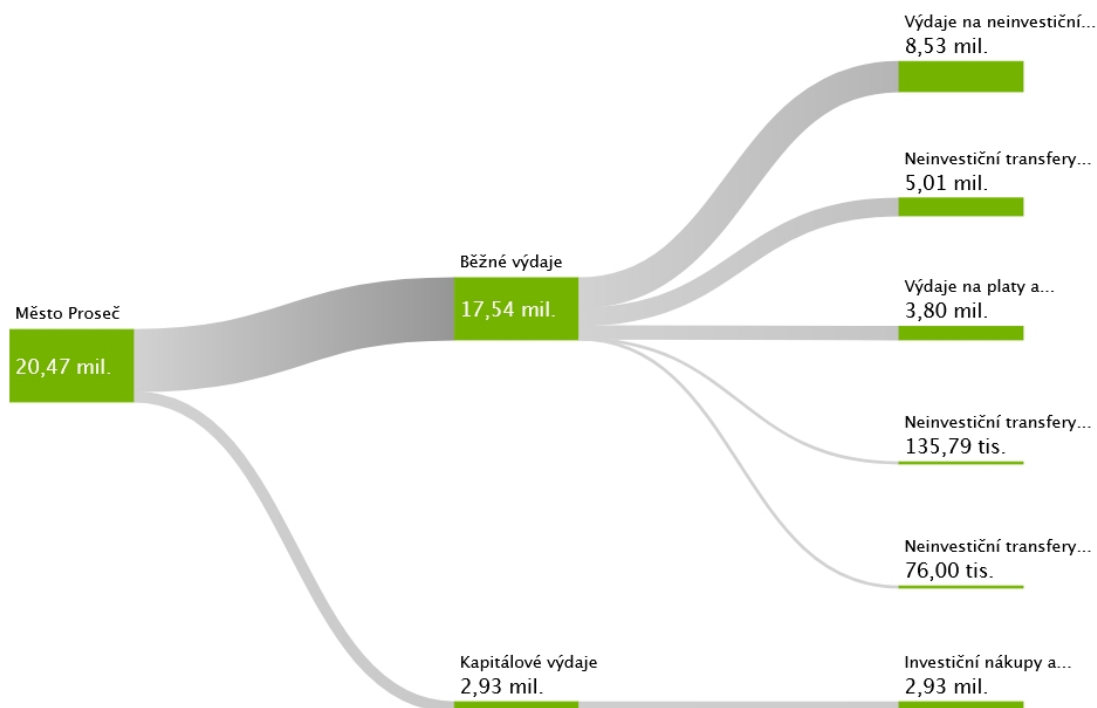 Město Proseč
20,47 mil.
Běžné výdaje
17,54 mil.
Kapitálové výdaje
2,93 mil.
Výdaje na neinvestiční...
8,53 mil.
Neinvestiční transfery...
5,01 mil.
Výdaje na platy a...
3,80 mil.
Neinvestiční transfery...
135,79 tis.
Neinvestiční transfery...
76,00 tis.
Investiční nákupy a...
2,93 mil.